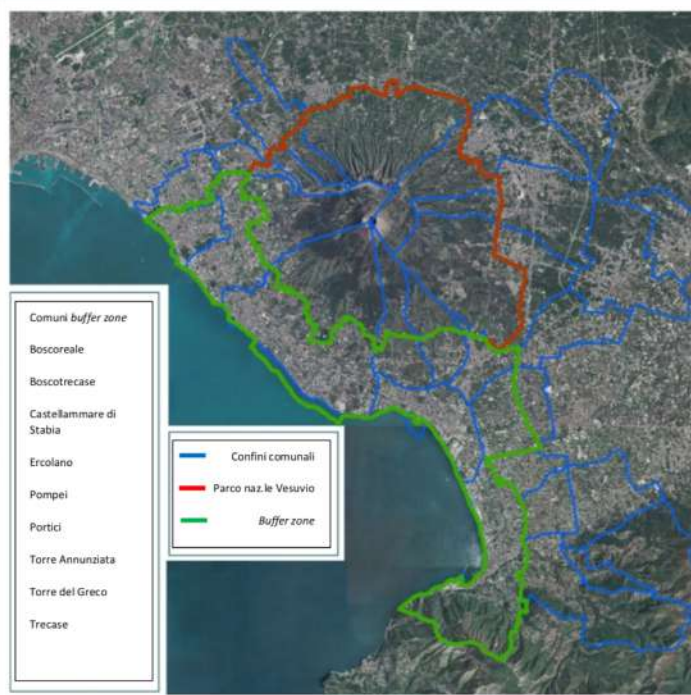 Comuni buffer zone
Boscoreale
Boscotrecase
Castellammare di
Stabia
Ercolano
Pompei
Portici
Torre Annunziata
Torre del Greco
Trecase
Confini comunali
Parco naz.le Vesuvio
Buffer zone